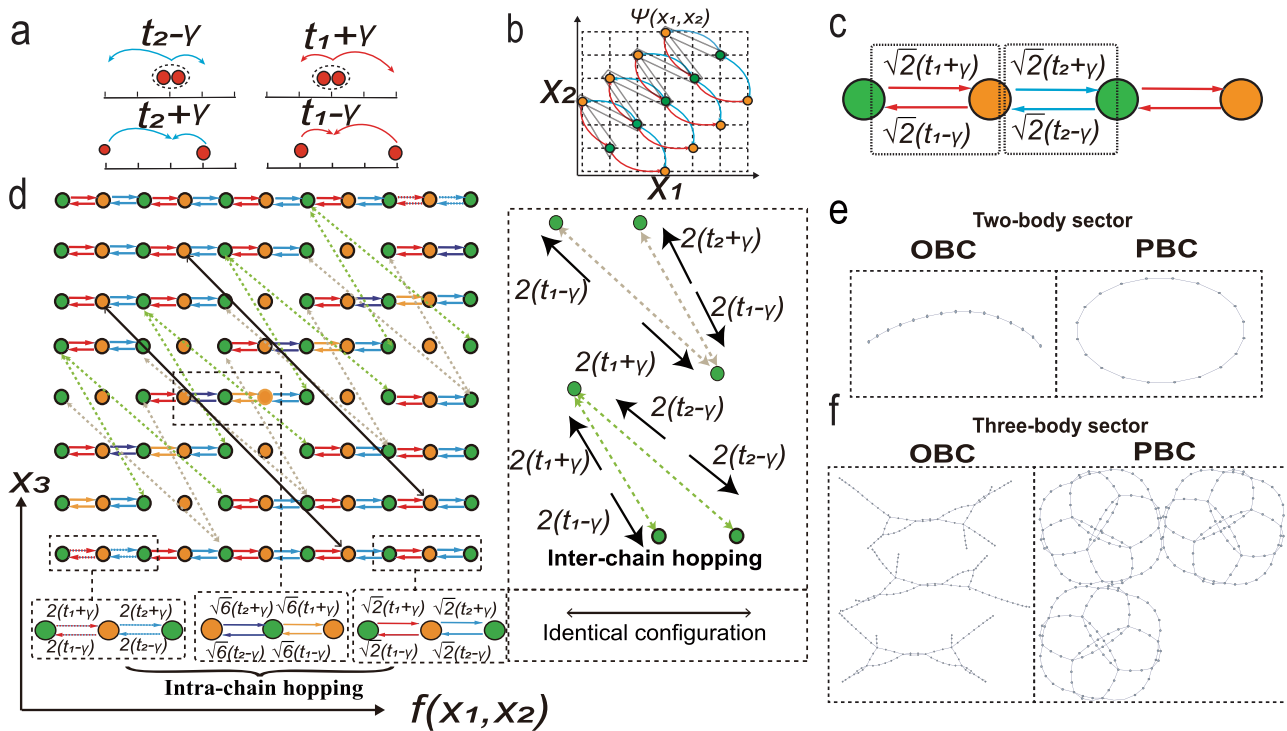 a
t₂-γ
t₁+γ
t₂+γ
t₁-γ
b
Ψ(x₁,x₂)
X₂
X₁
c
√2(t₁+γ)
√2(t₂+γ)
√2(t₁-γ)
√2(t₂-γ)
d
X₃
2(t₁+γ)
2(t₂+γ)
2(t₁-γ)
2(t₂-γ)
√6(t₂+γ)
√6(t₁+γ)
√6(t₂-γ)
√6(t₁-γ)
√2(t₁+γ)
√2(t₂+γ)
√2(t₁-γ)
√2(t₂-γ)
Intra-chain hopping
f(X₁,X₂)
2(t₂+γ)
2(t₁-γ)
2(t₁-γ)
2(t₁+γ)
2(t₂-γ)
2(t₁+γ)
2(t₂-γ)
2(t₁-γ)
Inter-chain hopping
Identical configuration
e
Two-body sector
OBC
PBC
f
Three-body sector
OBC
PBC